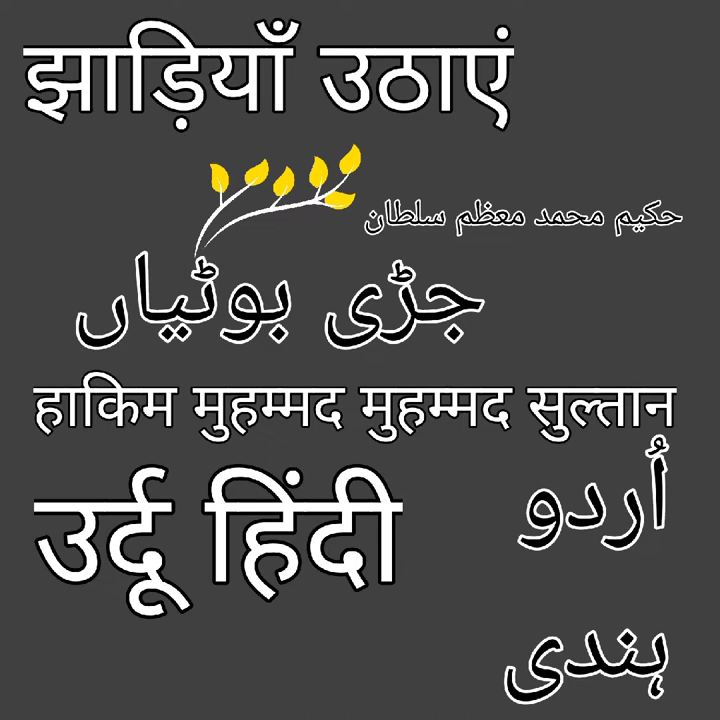 झाड़ियाँ उठाएं
حکیم محمد معظم سلطان
جڑی بوٹیاں
हाकिम मुहम्मद मुहम्मद सुल्तान
उर्दू हिंदी
اُردو
ہندی